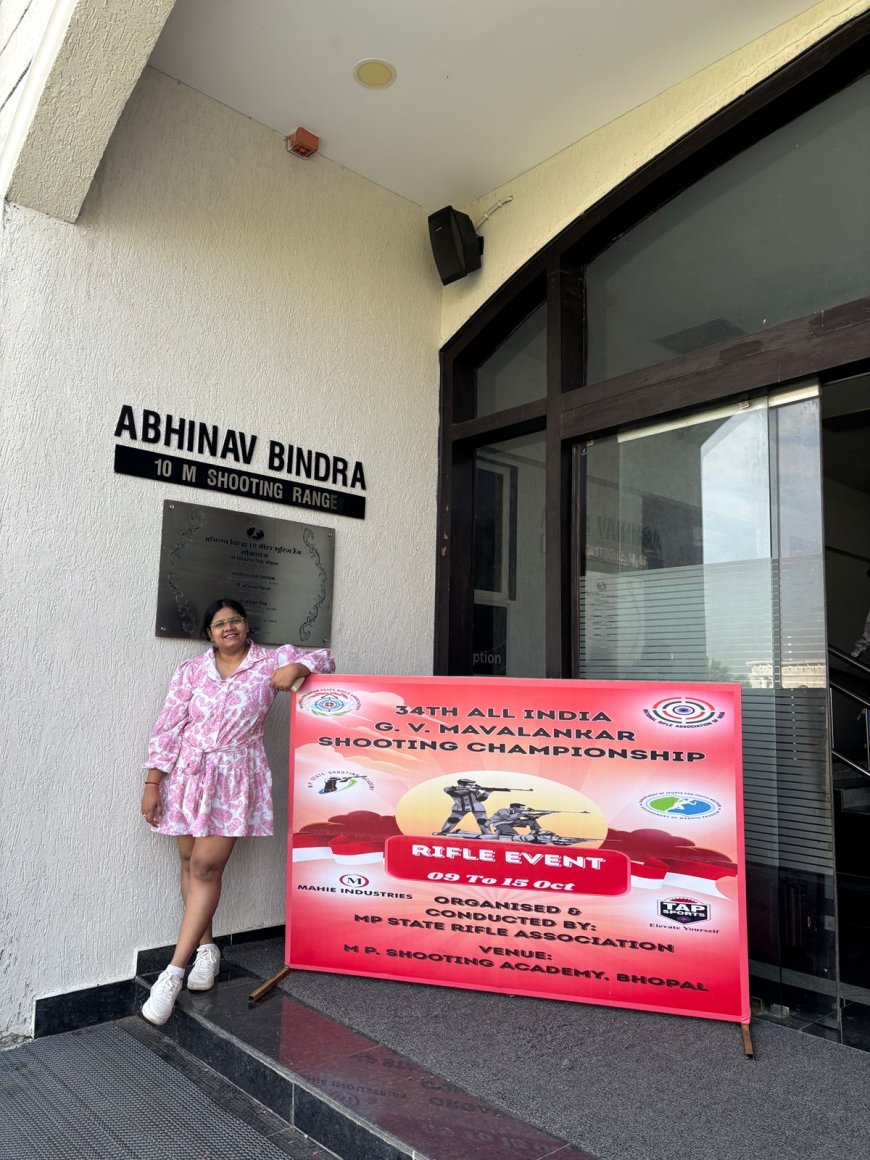 ABHINAV BINDRA
10 M SHOOTING RANGE
ption
34TH ALL INDIA
G. V. MAVALANKAR
SHOOTING CHAMPIONSHIP
RIFLE EVENT
09 To 15 Oct
M
MAHIE INDUSTRIES
TAP
SPORTS
Elevate Yourself
ORGANISED &
CONDUCTED BY:
MP STATE RIFLE ASSOCIATION
VENUE:
M P. SHOOTING ACADEMY, BHOPAL